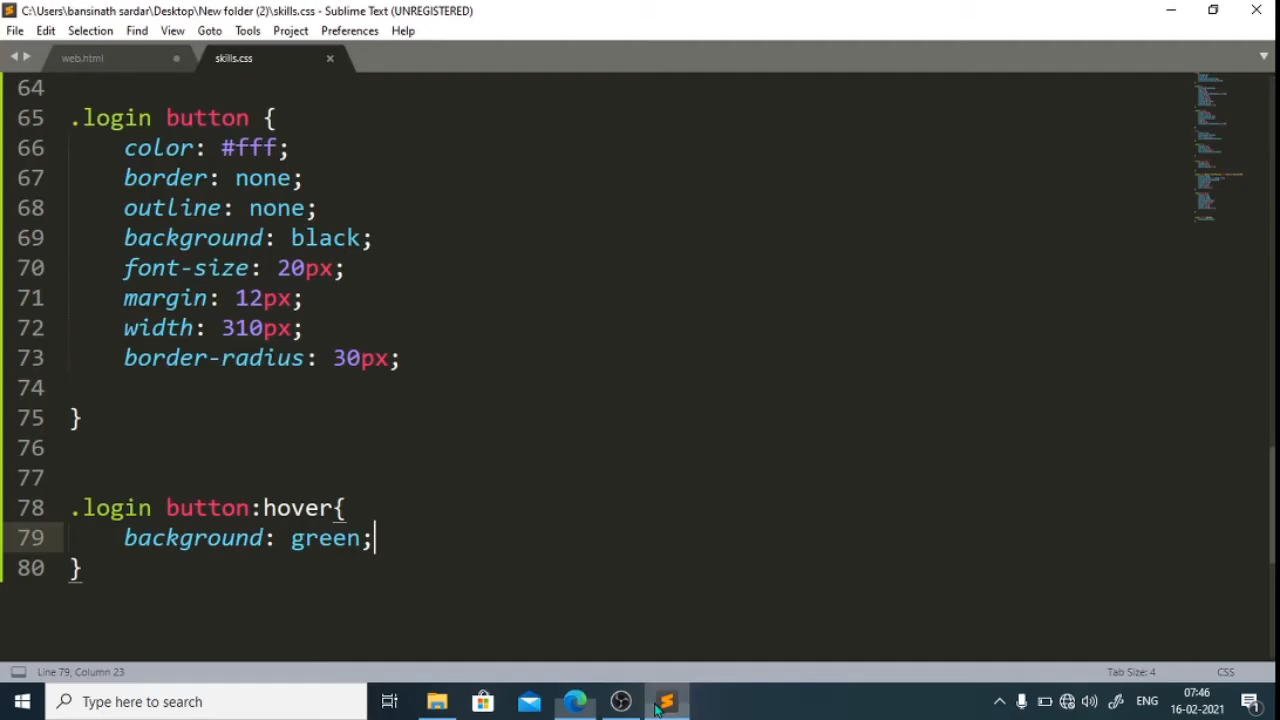 C:\Users\bansinath sardar\Desktop\New folder (2)\skills.css - Sublime Text (UNREGISTERED)
File Edit Selection Find View Goto Tools Project Preferences Help
web.html skills.css
64
65 .login button {
66 color: #fff;
67 border: none;
68 outline: none;
69 background: black;
70 font-size: 20px;
71 margin: 12px;
72 width: 310px;
73 border-radius: 30px;
74
75 }
76
77
78 .login button:hover{
79 background: green;
80 }
Line 79, Column 23 Tab Size: 4 CSS
Type here to search ENG 07:46
16-02-2021